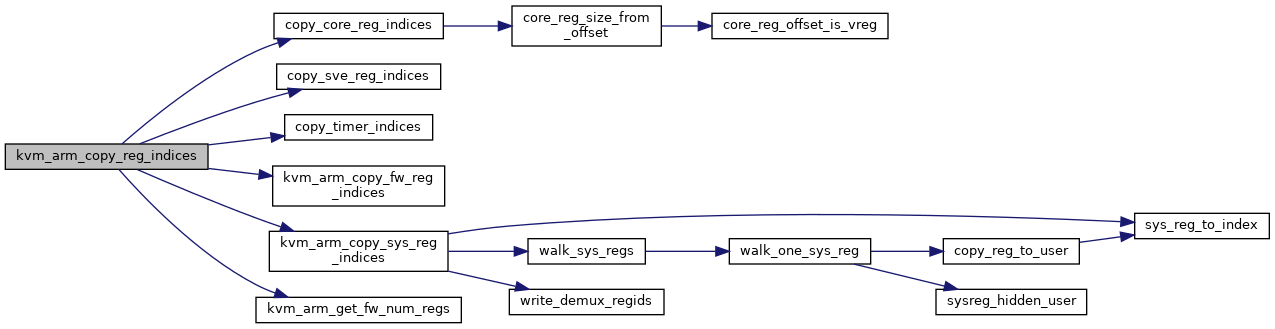 kvm_arm_copy_reg_indices
copy_core_reg_indices
core_reg_size_from
_offset
core_reg_offset_is_vreg
copy_sve_reg_indices
copy_timer_indices
kvm_arm_copy_fw_reg
_indices
kvm_arm_copy_sys_reg
_indices
sys_reg_to_index
walk_sys_regs
walk_one_sys_reg
copy_reg_to_user
write_demux_regids
sysreg_hidden_user
kvm_arm_get_fw_num_regs